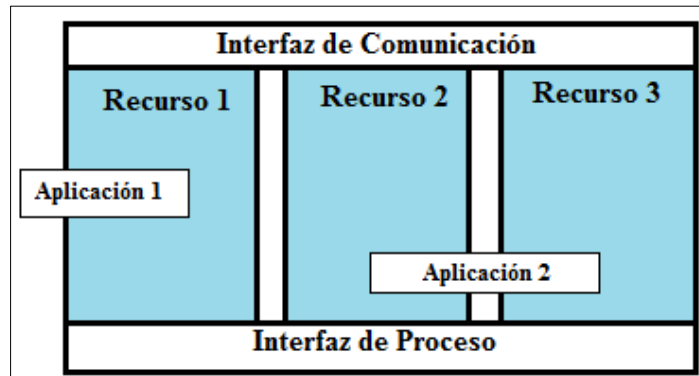 Interfaz de Comunicación
Recurso 1
Recurso 2
Recurso 3
Aplicación 1
Aplicación 2
Interfaz de Proceso